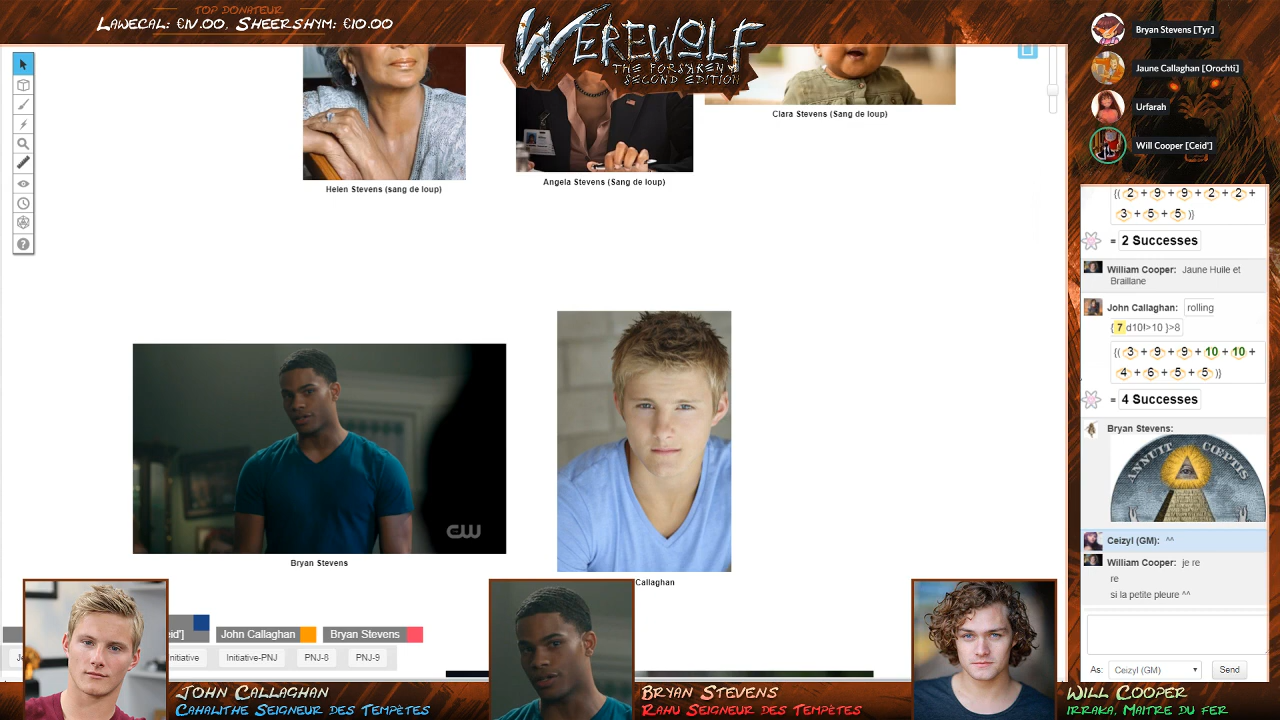 TOP DONATEUR
LAWECAL: €10.00, SHEERSHYM: €10.00
WEREWOLF
THE FORSAKEN
SECOND EDITION
Helen Stevens (sang de loup)
Angela Stevens (Sang de loup)
Clara Stevens (Sang de loup)
CW
Bryan Stevens
Callaghan
eid']
John Callaghan
Bryan Stevens
nitiative
Initiative-PNJ
PNJ-8
PNJ-9
JOHN CALLAGHAN
CAHALITHE SEIGNEUR DES TEMPÊTES
BRYAN STEVENS
RAHU SEIGNEUR DES TEMPÊTES
WILL COOPER
IRRAKA, MAITRE DU FER
Bryan Stevens [Tyr]
Jaune Callaghan [Orochti]
Urfarah
Will Cooper [Ceid']
{( 2 + 9 + 9 + 2 + 2 +
3 + 5 + 5 )}
= 2 Successes
William Cooper: Jaune Huile et
Braillane
John Callaghan: rolling
{ 7 d10!>10 }>8
{( 3 + 9 + 9 + 10 + 10 +
4 + 6 + 5 + 5 )}
= 4 Successes
Bryan Stevens:
ANNUIT CŒPTIS
Ceizyl (GM): ^^
William Cooper: je re
re
si la petite pleure ^^
As: Ceizyl (GM)
Send